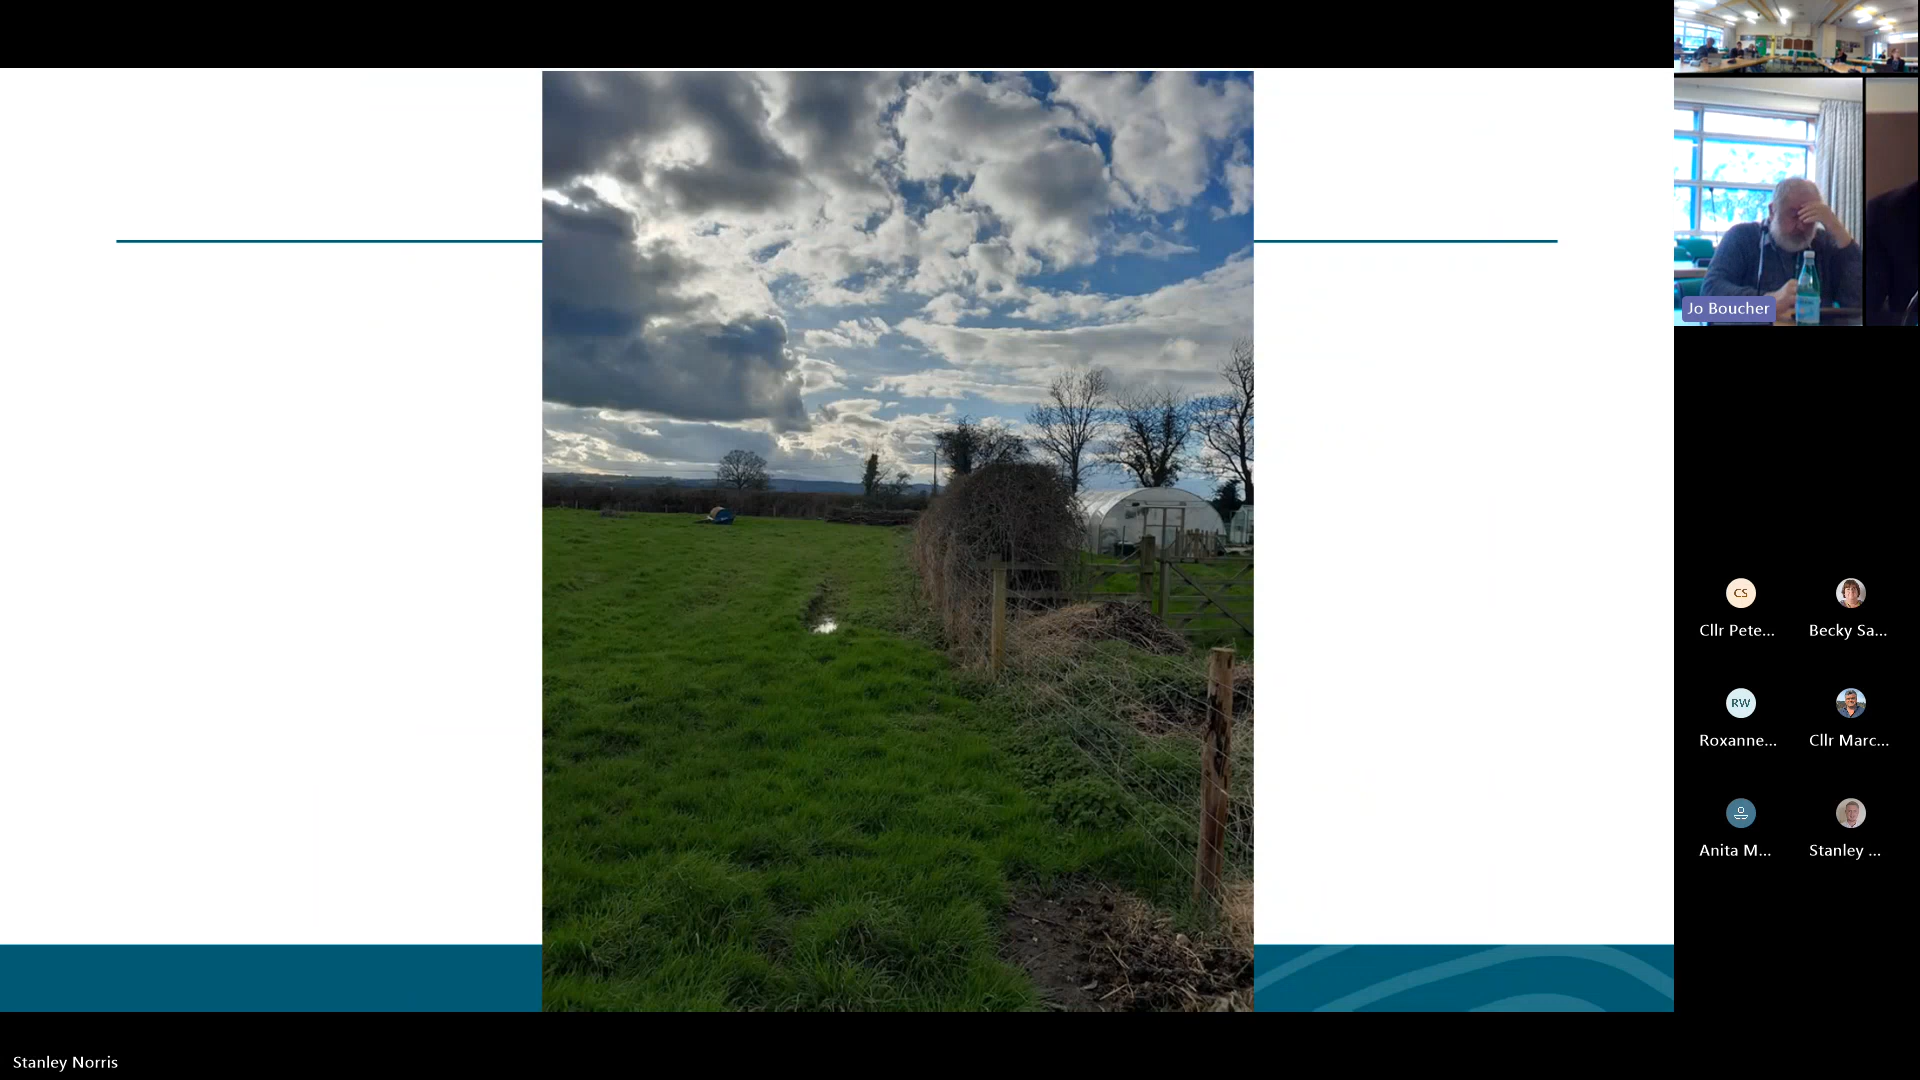 Jo Boucher
CS
Cllr Pete...
Becky Sa...
RW
Roxanne...
Cllr Marc...
Anita M...
Stanley ...
Stanley Norris